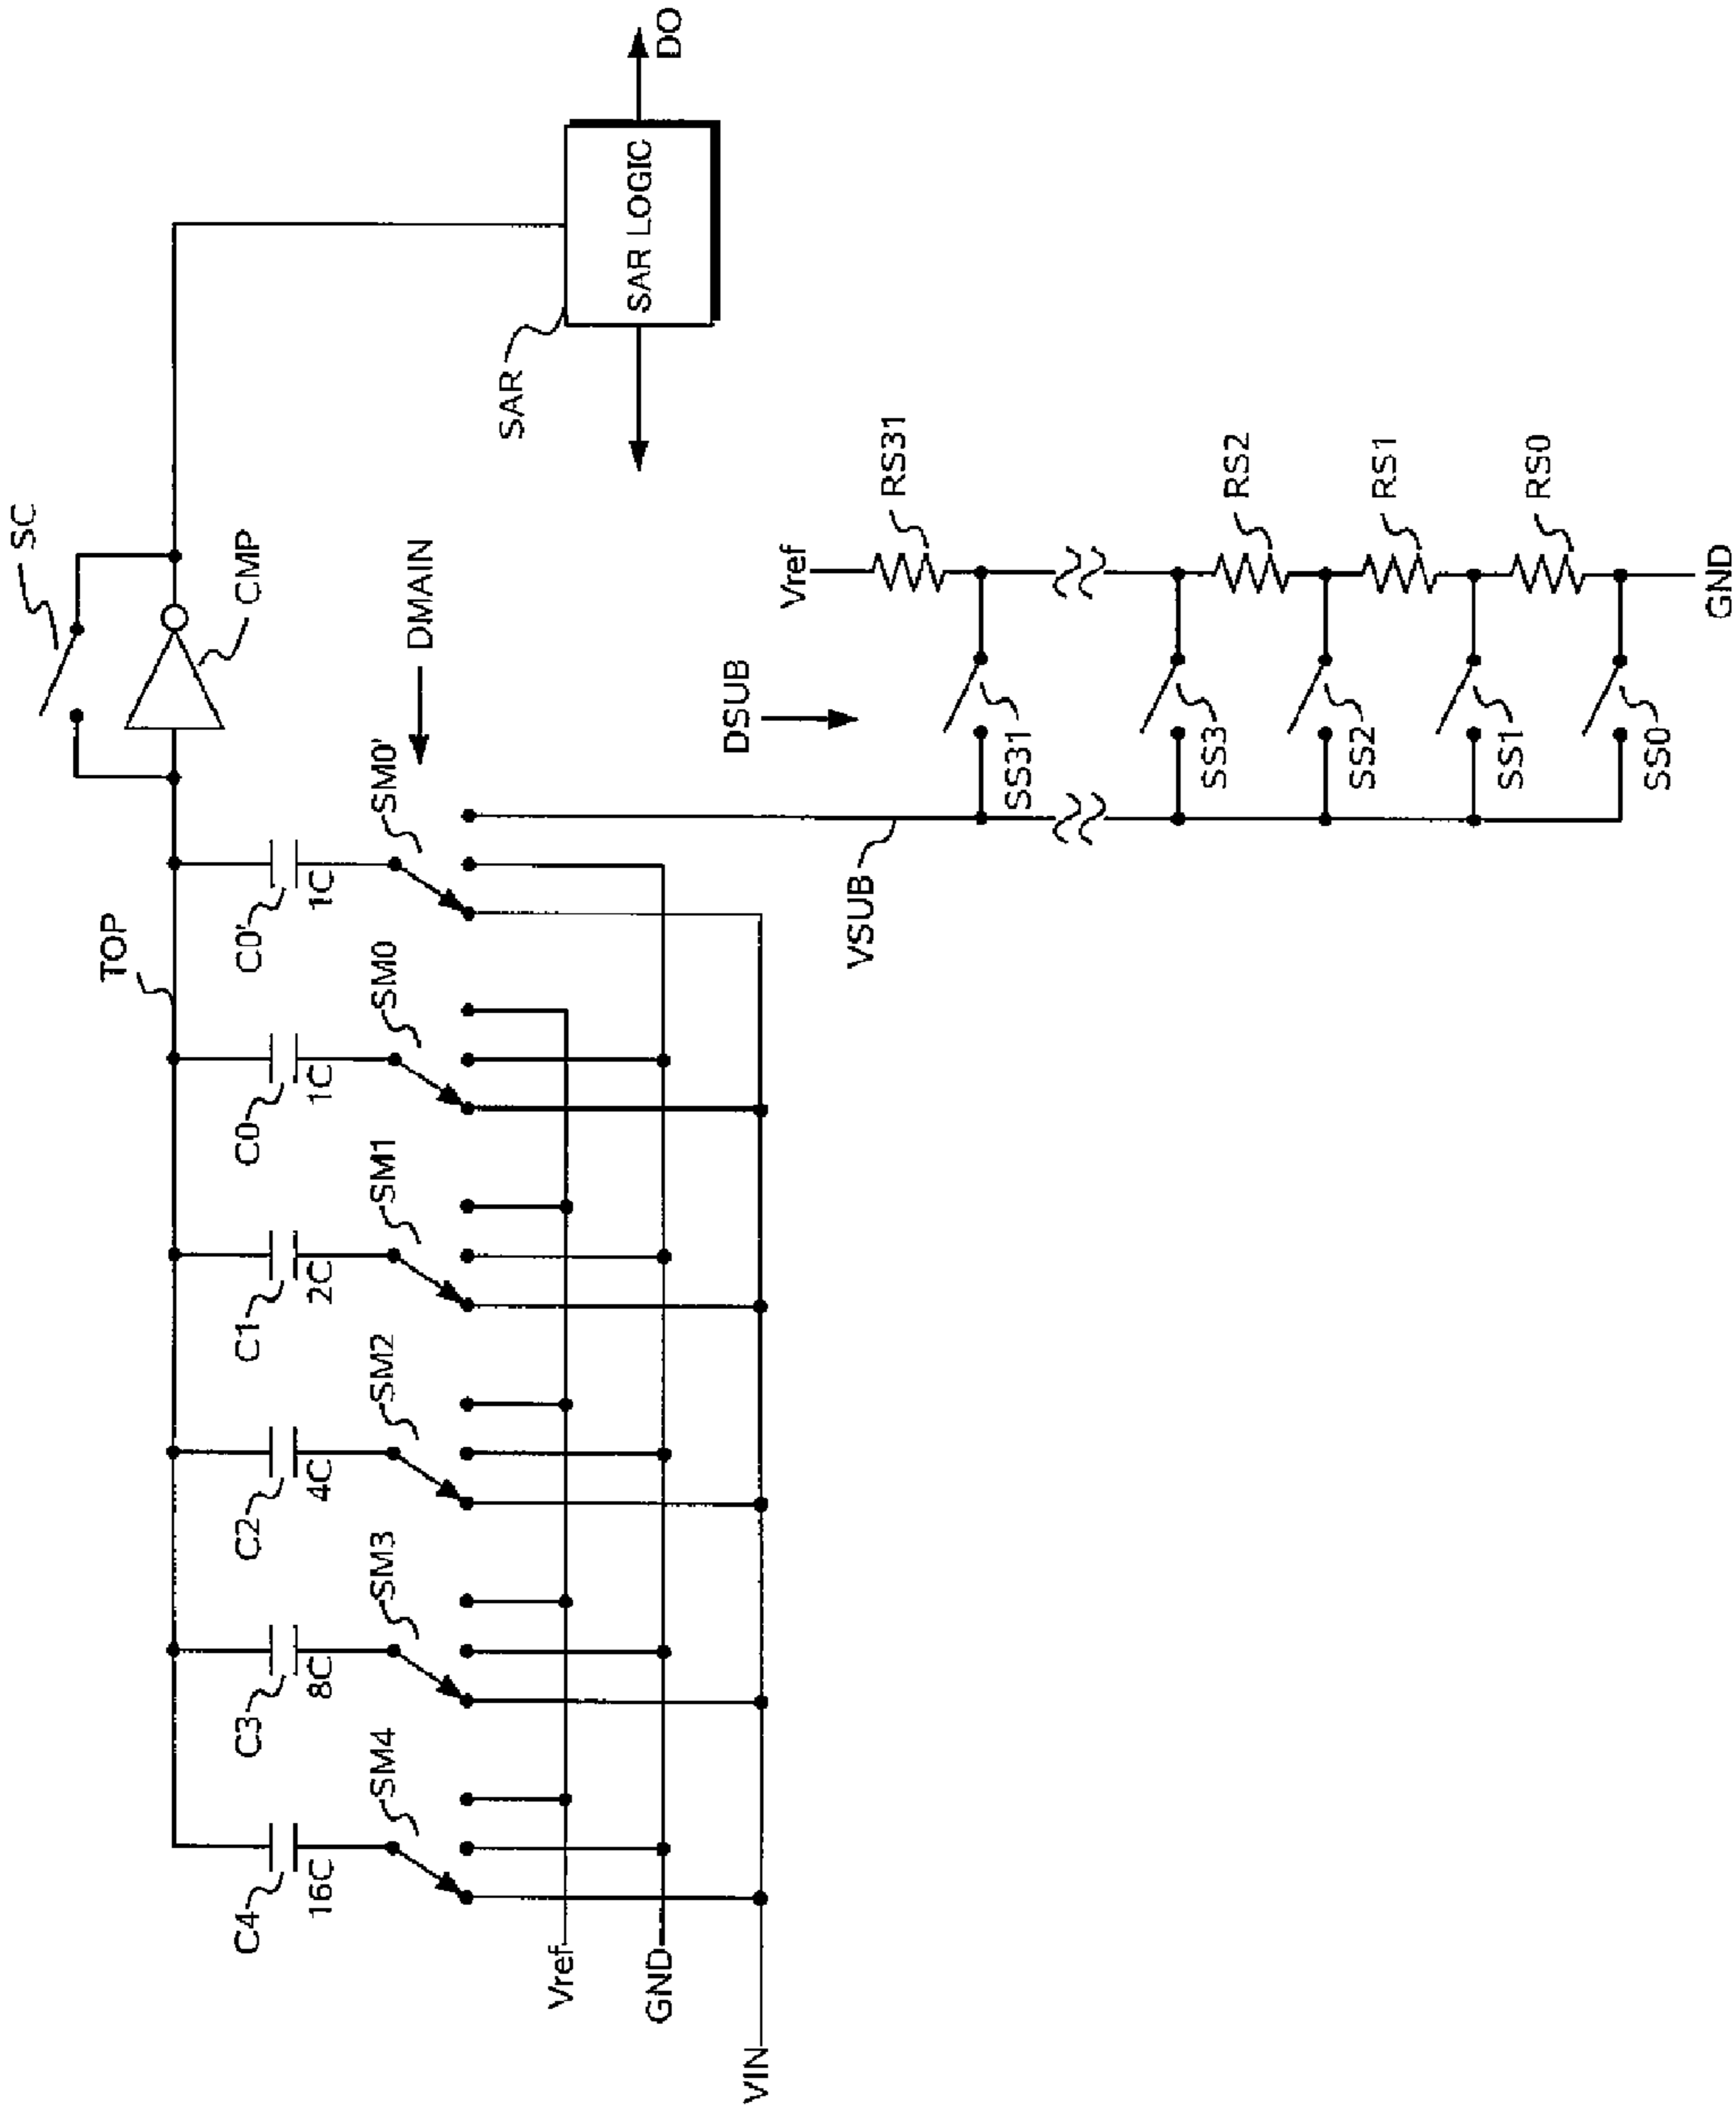 SC
TOP
CMP
C4
16C
C3
8C
C2
4C
C1
2C
C0
1C
C0'
1C
SM4
SM3
SM2
SM1
SM0
SM0'
DMAIN
Vref
GND
VIN
SAR
SAR LOGIC
DO
DSUB
Vref
VSUB
SS31
RS31
SS3
RS2
SS2
RS1
SS1
RS0
SS0
GND